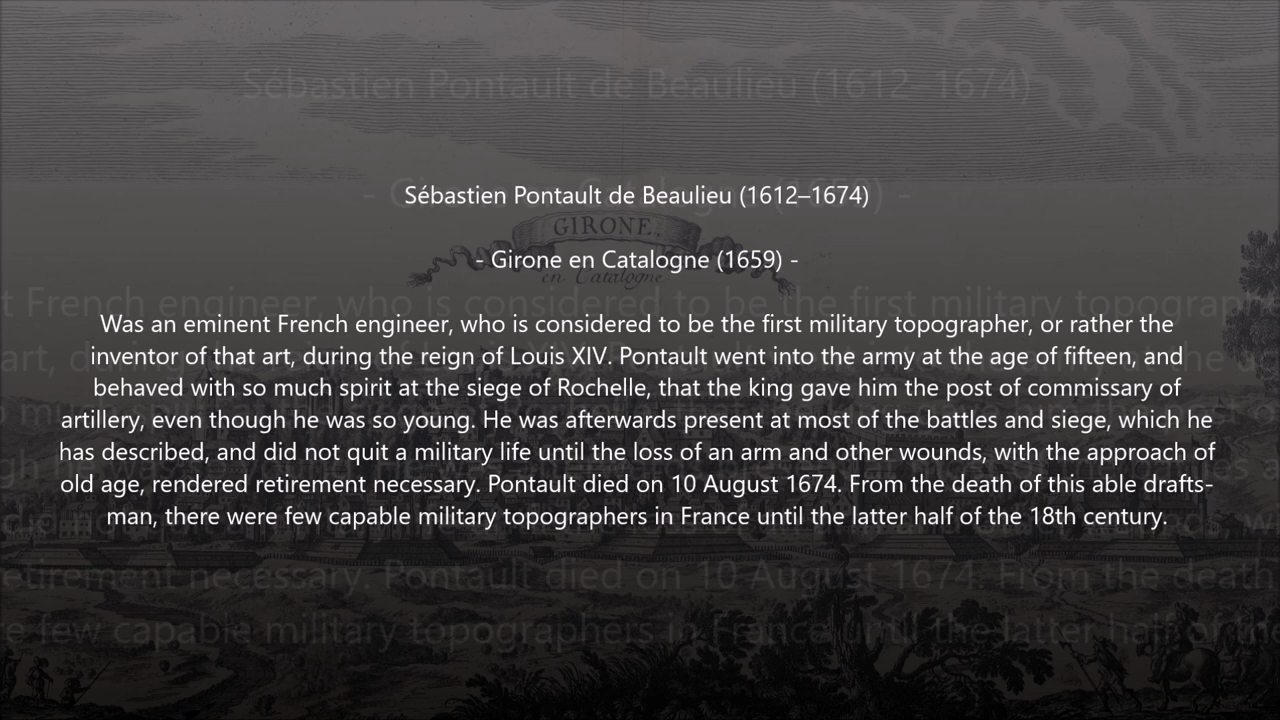 Sébastien Pontault de Beaulieu (1612–1674)
- Girone en Catalogne (1659) -
GIRONE,
en Catalogne
Was an eminent French engineer, who is considered to be the first military topographer, or rather the
inventor of that art, during the reign of Louis XIV. Pontault went into the army at the age of fifteen, and
behaved with so much spirit at the siege of Rochelle, that the king gave him the post of commissary of
artillery, even though he was so young. He was afterwards present at most of the battles and siege, which he
has described, and did not quit a military life until the loss of an arm and other wounds, with the approach of
old age, rendered retirement necessary. Pontault died on 10 August 1674. From the death of this able drafts-
man, there were few capable military topographers in France until the latter half of the 18th century.